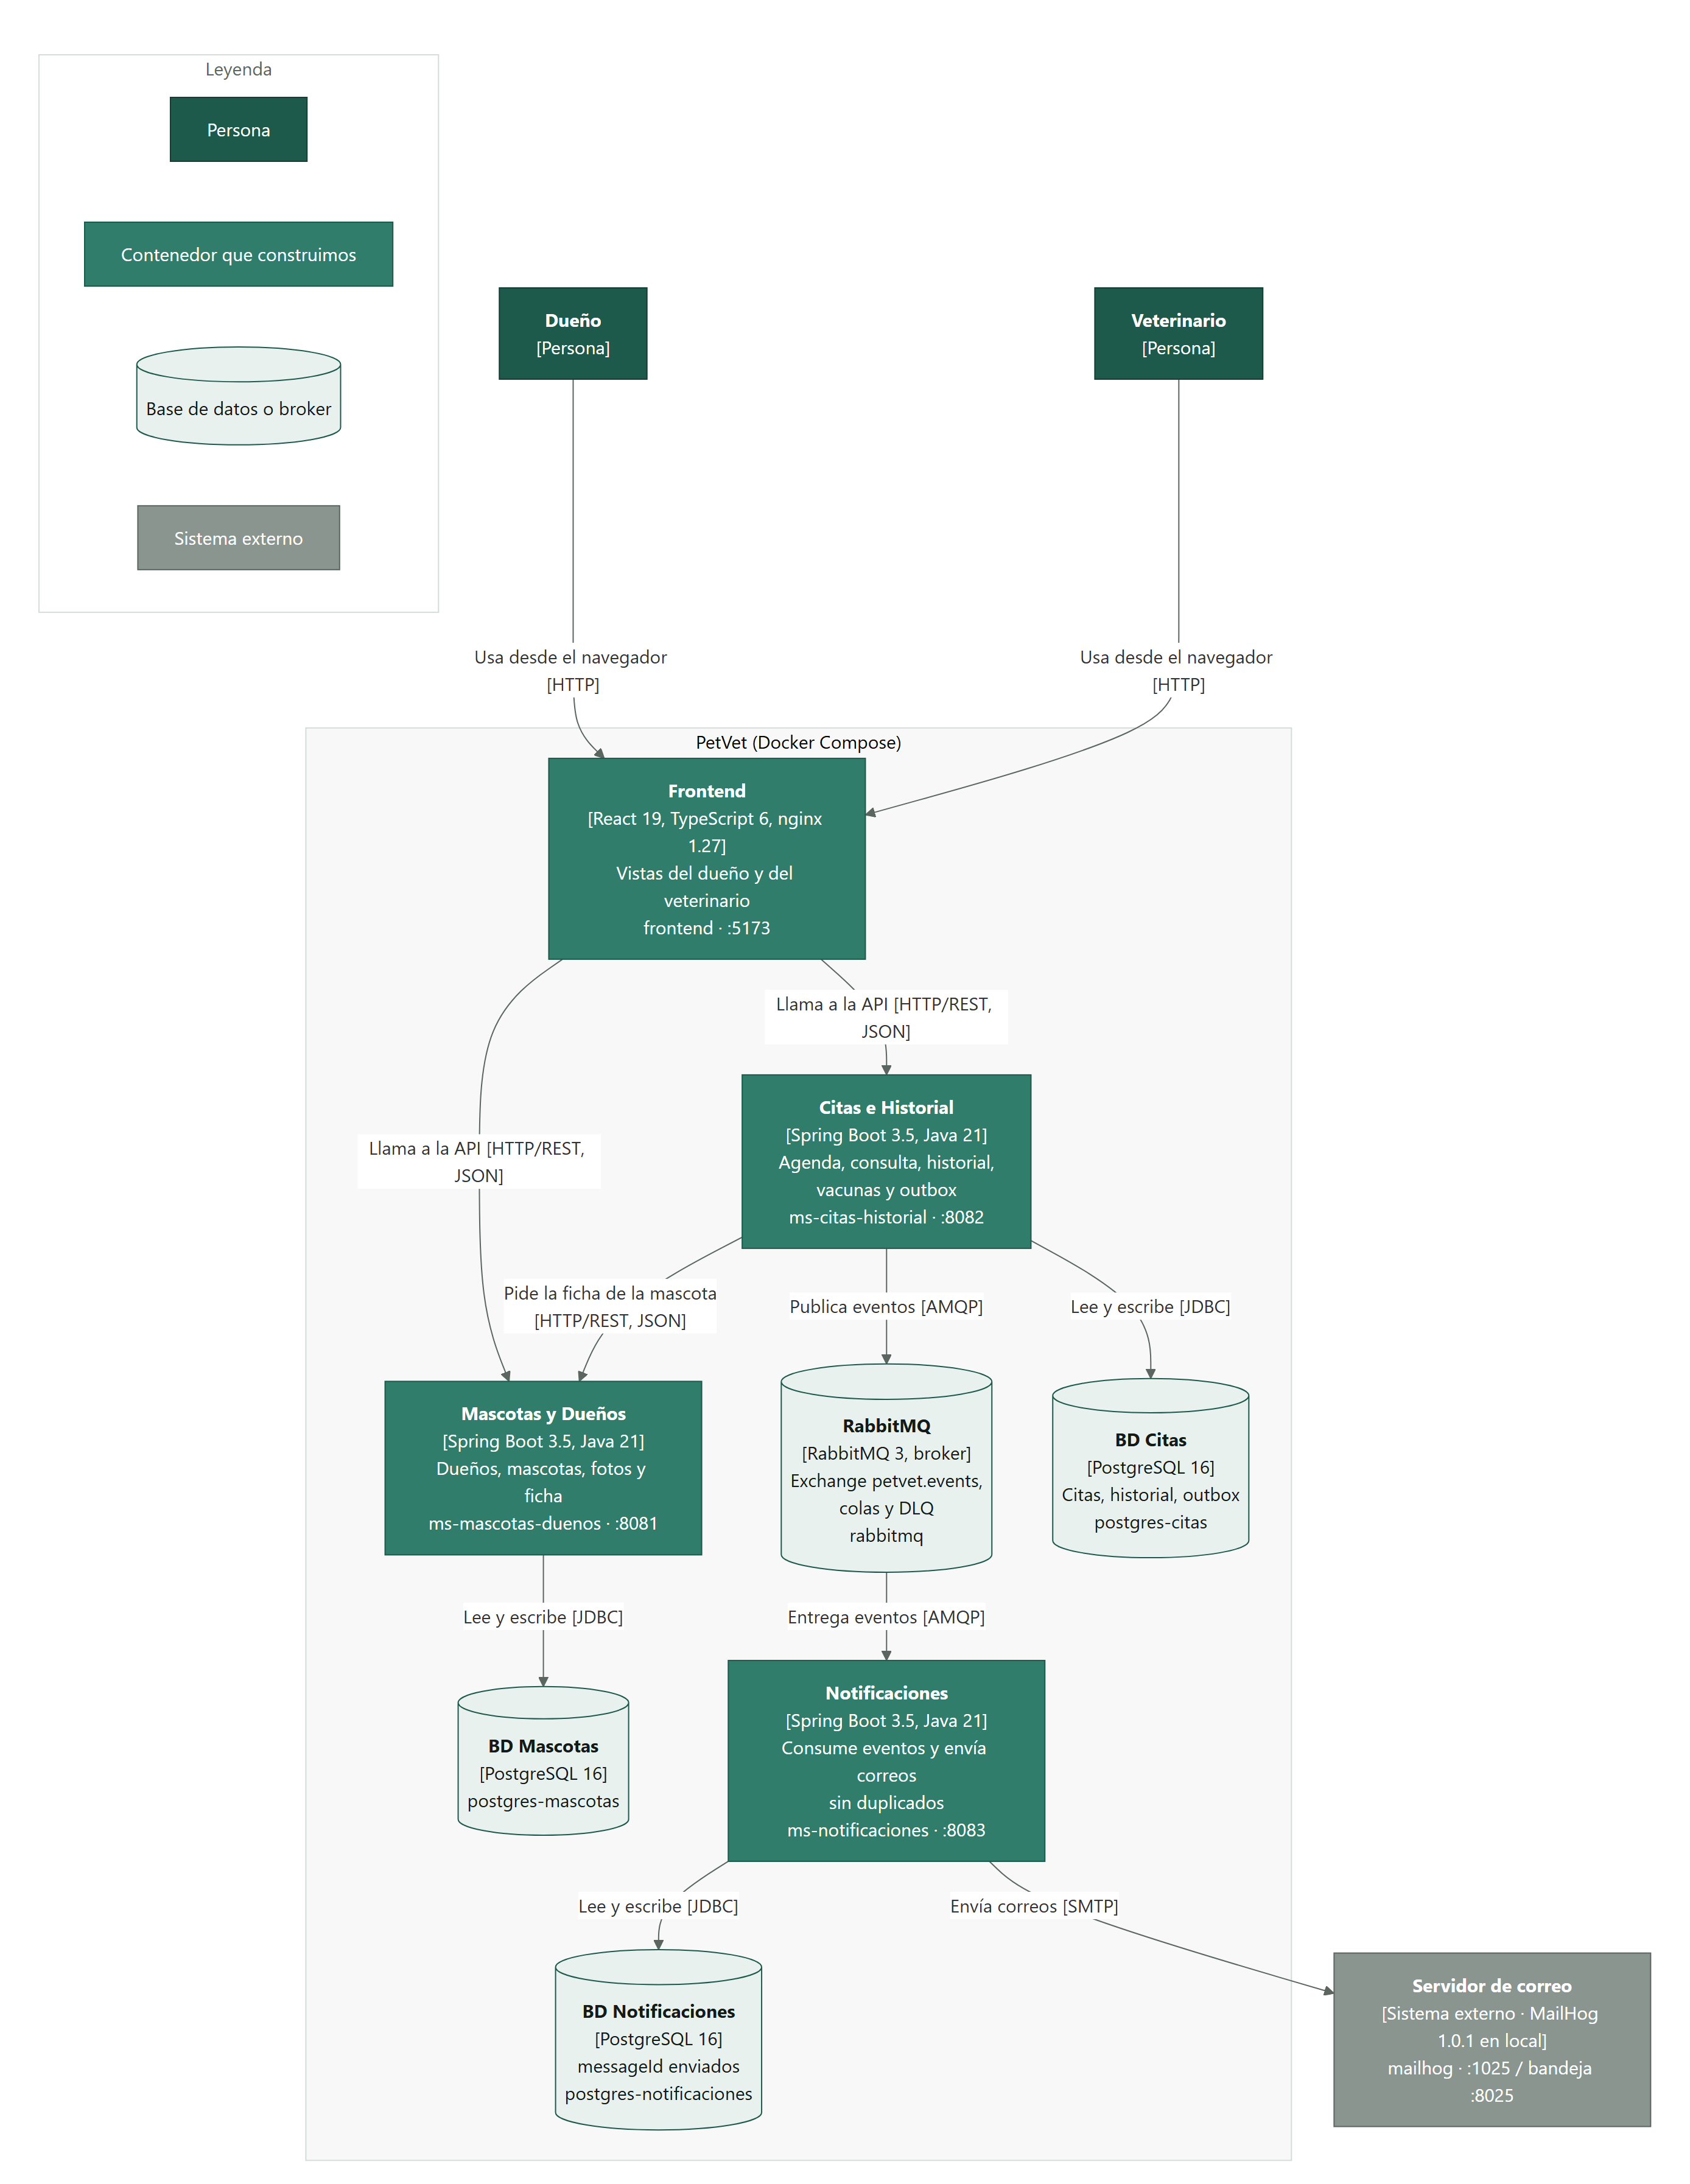 Leyenda
Persona
Contenedor que construimos
Base de datos o broker
Sistema externo
Dueño
[Persona]
Veterinario
[Persona]
Usa desde el navegador
[HTTP]
Usa desde el navegador
[HTTP]
PetVet (Docker Compose)
Frontend
[React 19, TypeScript 6, nginx
1.27]
Vistas del dueño y del
veterinario
frontend · :5173
Llama a la API [HTTP/REST,
JSON]
Llama a la API [HTTP/REST,
JSON]
Citas e Historial
[Spring Boot 3.5, Java 21]
Agenda, consulta, historial,
vacunas y outbox
ms-citas-historial · :8082
Pide la ficha de la mascota
[HTTP/REST, JSON]
Publica eventos [AMQP]
Lee y escribe [JDBC]
Mascotas y Dueños
[Spring Boot 3.5, Java 21]
Dueños, mascotas, fotos y
ficha
ms-mascotas-duenos · :8081
RabbitMQ
[RabbitMQ 3, broker]
Exchange petvet.events,
colas y DLQ
rabbitmq
BD Citas
[PostgreSQL 16]
Citas, historial, outbox
postgres-citas
Lee y escribe [JDBC]
Entrega eventos [AMQP]
BD Mascotas
[PostgreSQL 16]
postgres-mascotas
Notificaciones
[Spring Boot 3.5, Java 21]
Consume eventos y envía
correos
sin duplicados
ms-notificaciones · :8083
Lee y escribe [JDBC]
Envía correos [SMTP]
BD Notificaciones
[PostgreSQL 16]
messageId enviados
postgres-notificaciones
Servidor de correo
[Sistema externo · MailHog
1.0.1 en local]
mailhog · :1025 / bandeja
:8025